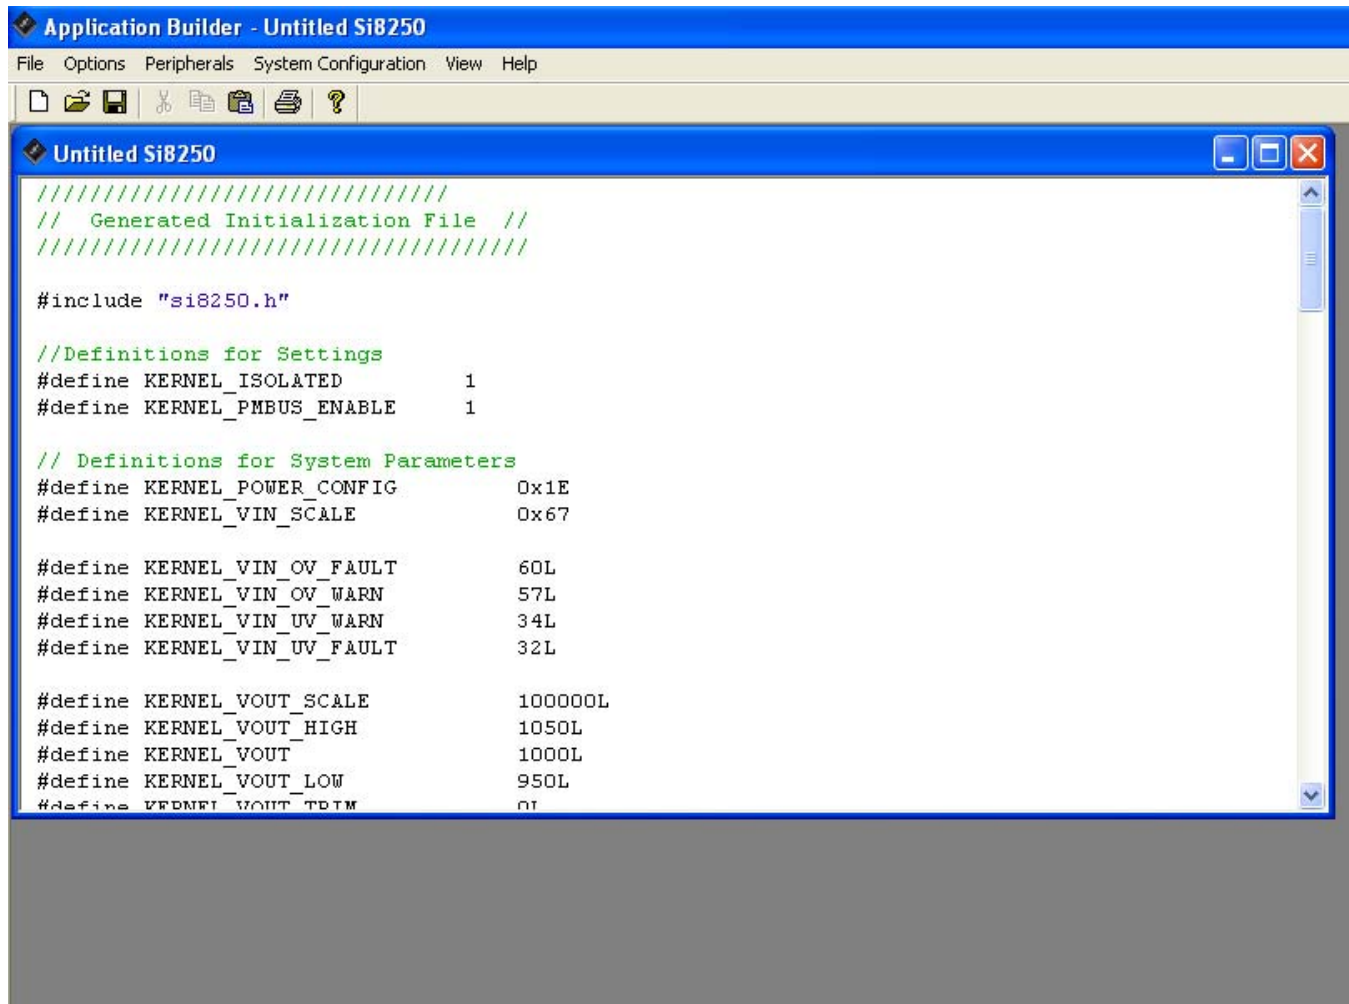 Application Builder - Untitled Si8250
File Options Peripherals System Configuration View Help
Untitled Si8250
///////////////////////////////
//  Generated Initialization File  //
/////////////////////////////////////
#include "si8250.h"
//Definitions for Settings
#define KERNEL_ISOLATED 1
#define KERNEL_PMBUS_ENABLE 1
// Definitions for System Parameters
#define KERNEL_POWER_CONFIG 0x1E
#define KERNEL_VIN_SCALE 0x67
#define KERNEL_VIN_OV_FAULT 60L
#define KERNEL_VIN_OV_WARN 57L
#define KERNEL_VIN_UV_WARN 34L
#define KERNEL_VIN_UV_FAULT 32L
#define KERNEL_VOUT_SCALE 100000L
#define KERNEL_VOUT_HIGH 1050L
#define KERNEL_VOUT 1000L
#define KERNEL_VOUT_LOW 950L
#define KERNEL_VOUT_TRIM 0L